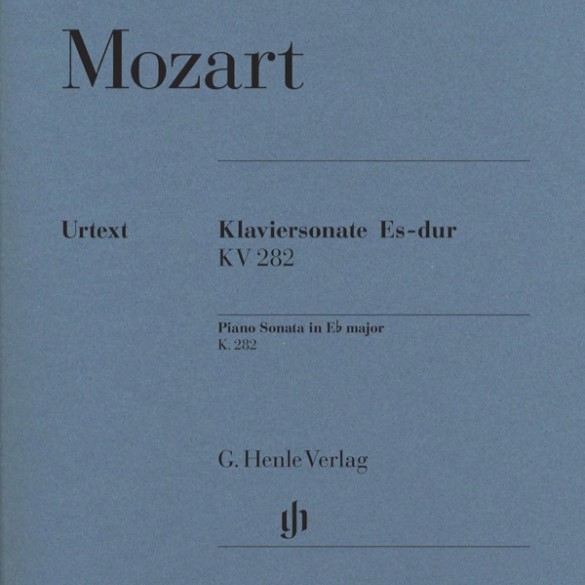 Mozart
Urtext
Klaviersonate Es-dur
KV 282
Piano Sonata in E♭ major
K. 282
G. Henle Verlag